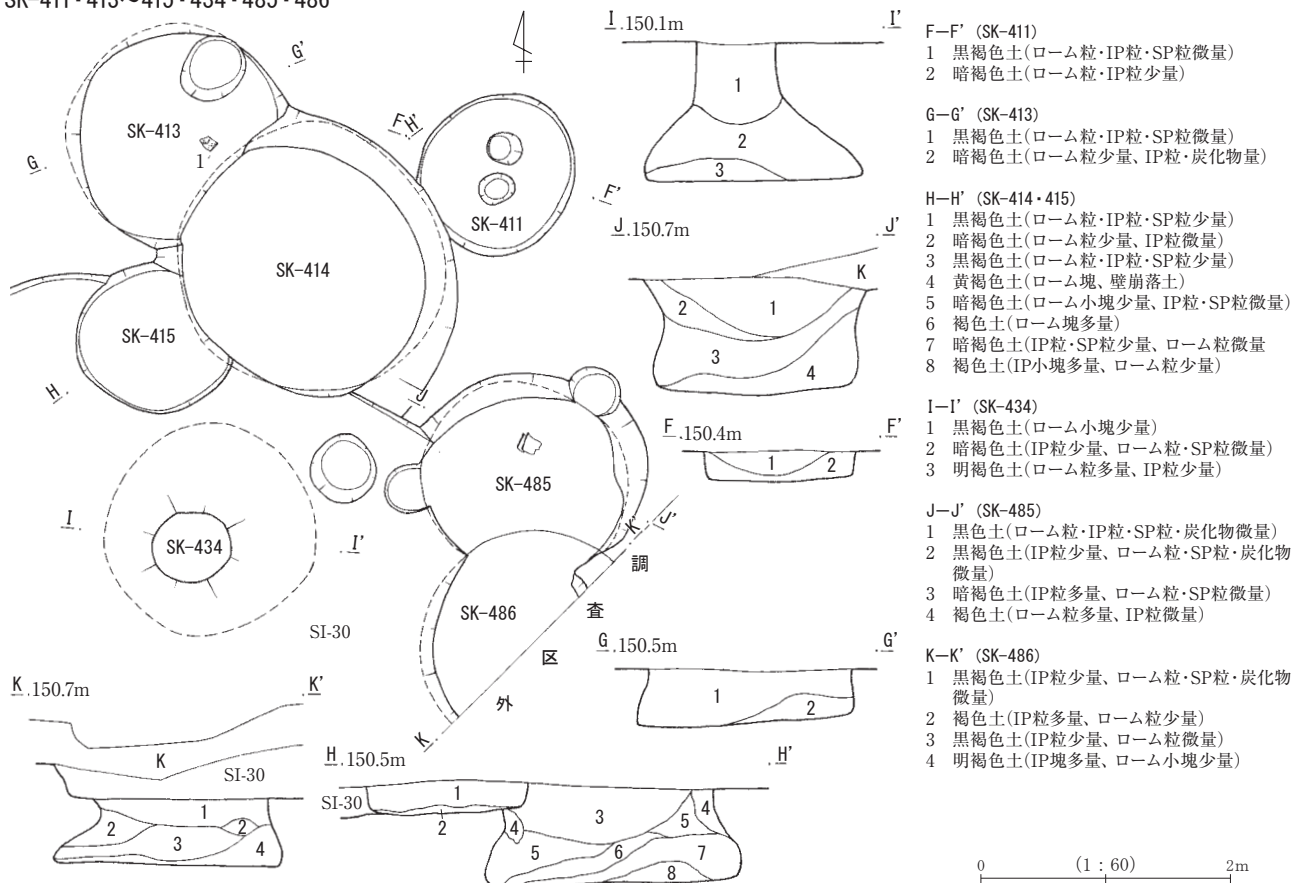 SK-411・413～415・434・485・486
G'
SK-413
1
G
F H'
SK-411
F'
SK-414
SK-415
H
J
SK-485
I
SK-434
I'
K' J'
SK-486
SI-30
調
査
区
外
K
I 150.1m I'
1
2
3
J 150.7m J'
K
2 1
3
4
F 150.4m F'
1 2
G 150.5m G'
1
2
K 150.7m K'
K
SI-30
1
2 2
3 4
H 150.5m H'
SI-30
1
2
3
4 4
5 5
6 7
8
F—F' (SK-411)
1 黒褐色土(ローム粒・IP粒・SP粒微量)
2 暗褐色土(ローム粒・IP粒少量)
G—G' (SK-413)
1 黒褐色土(ローム粒・IP粒・SP粒微量)
2 暗褐色土(ローム粒少量、IP粒・炭化物量)
H—H' (SK-414・415)
1 黒褐色土(ローム粒・IP粒・SP粒少量)
2 暗褐色土(ローム粒少量、IP粒微量)
3 黒褐色土(ローム粒・IP粒・SP粒少量)
4 黄褐色土(ローム塊、壁崩落土)
5 暗褐色土(ローム小塊少量、IP粒・SP粒微量)
6 褐色土(ローム塊多量)
7 暗褐色土(IP粒・SP粒少量、ローム粒微量
8 褐色土(IP小塊多量、ローム粒少量)
I—I' (SK-434)
1 黒褐色土(ローム小塊少量)
2 暗褐色土(IP粒少量、ローム粒・SP粒微量)
3 明褐色土(ローム粒多量、IP粒少量)
J—J' (SK-485)
1 黒色土(ローム粒・IP粒・SP粒・炭化物微量)
2 黒褐色土(IP粒少量、ローム粒・SP粒・炭化物
微量)
3 暗褐色土(IP粒多量、ローム粒・SP粒微量)
4 褐色土(ローム粒多量、IP粒微量)
K—K' (SK-486)
1 黒褐色土(IP粒少量、ローム粒・SP粒・炭化物
微量)
2 褐色土(IP粒多量、ローム粒少量)
3 黒褐色土(IP粒少量、ローム粒微量)
4 明褐色土(IP塊多量、ローム小塊少量)
0 (1：60) 2m